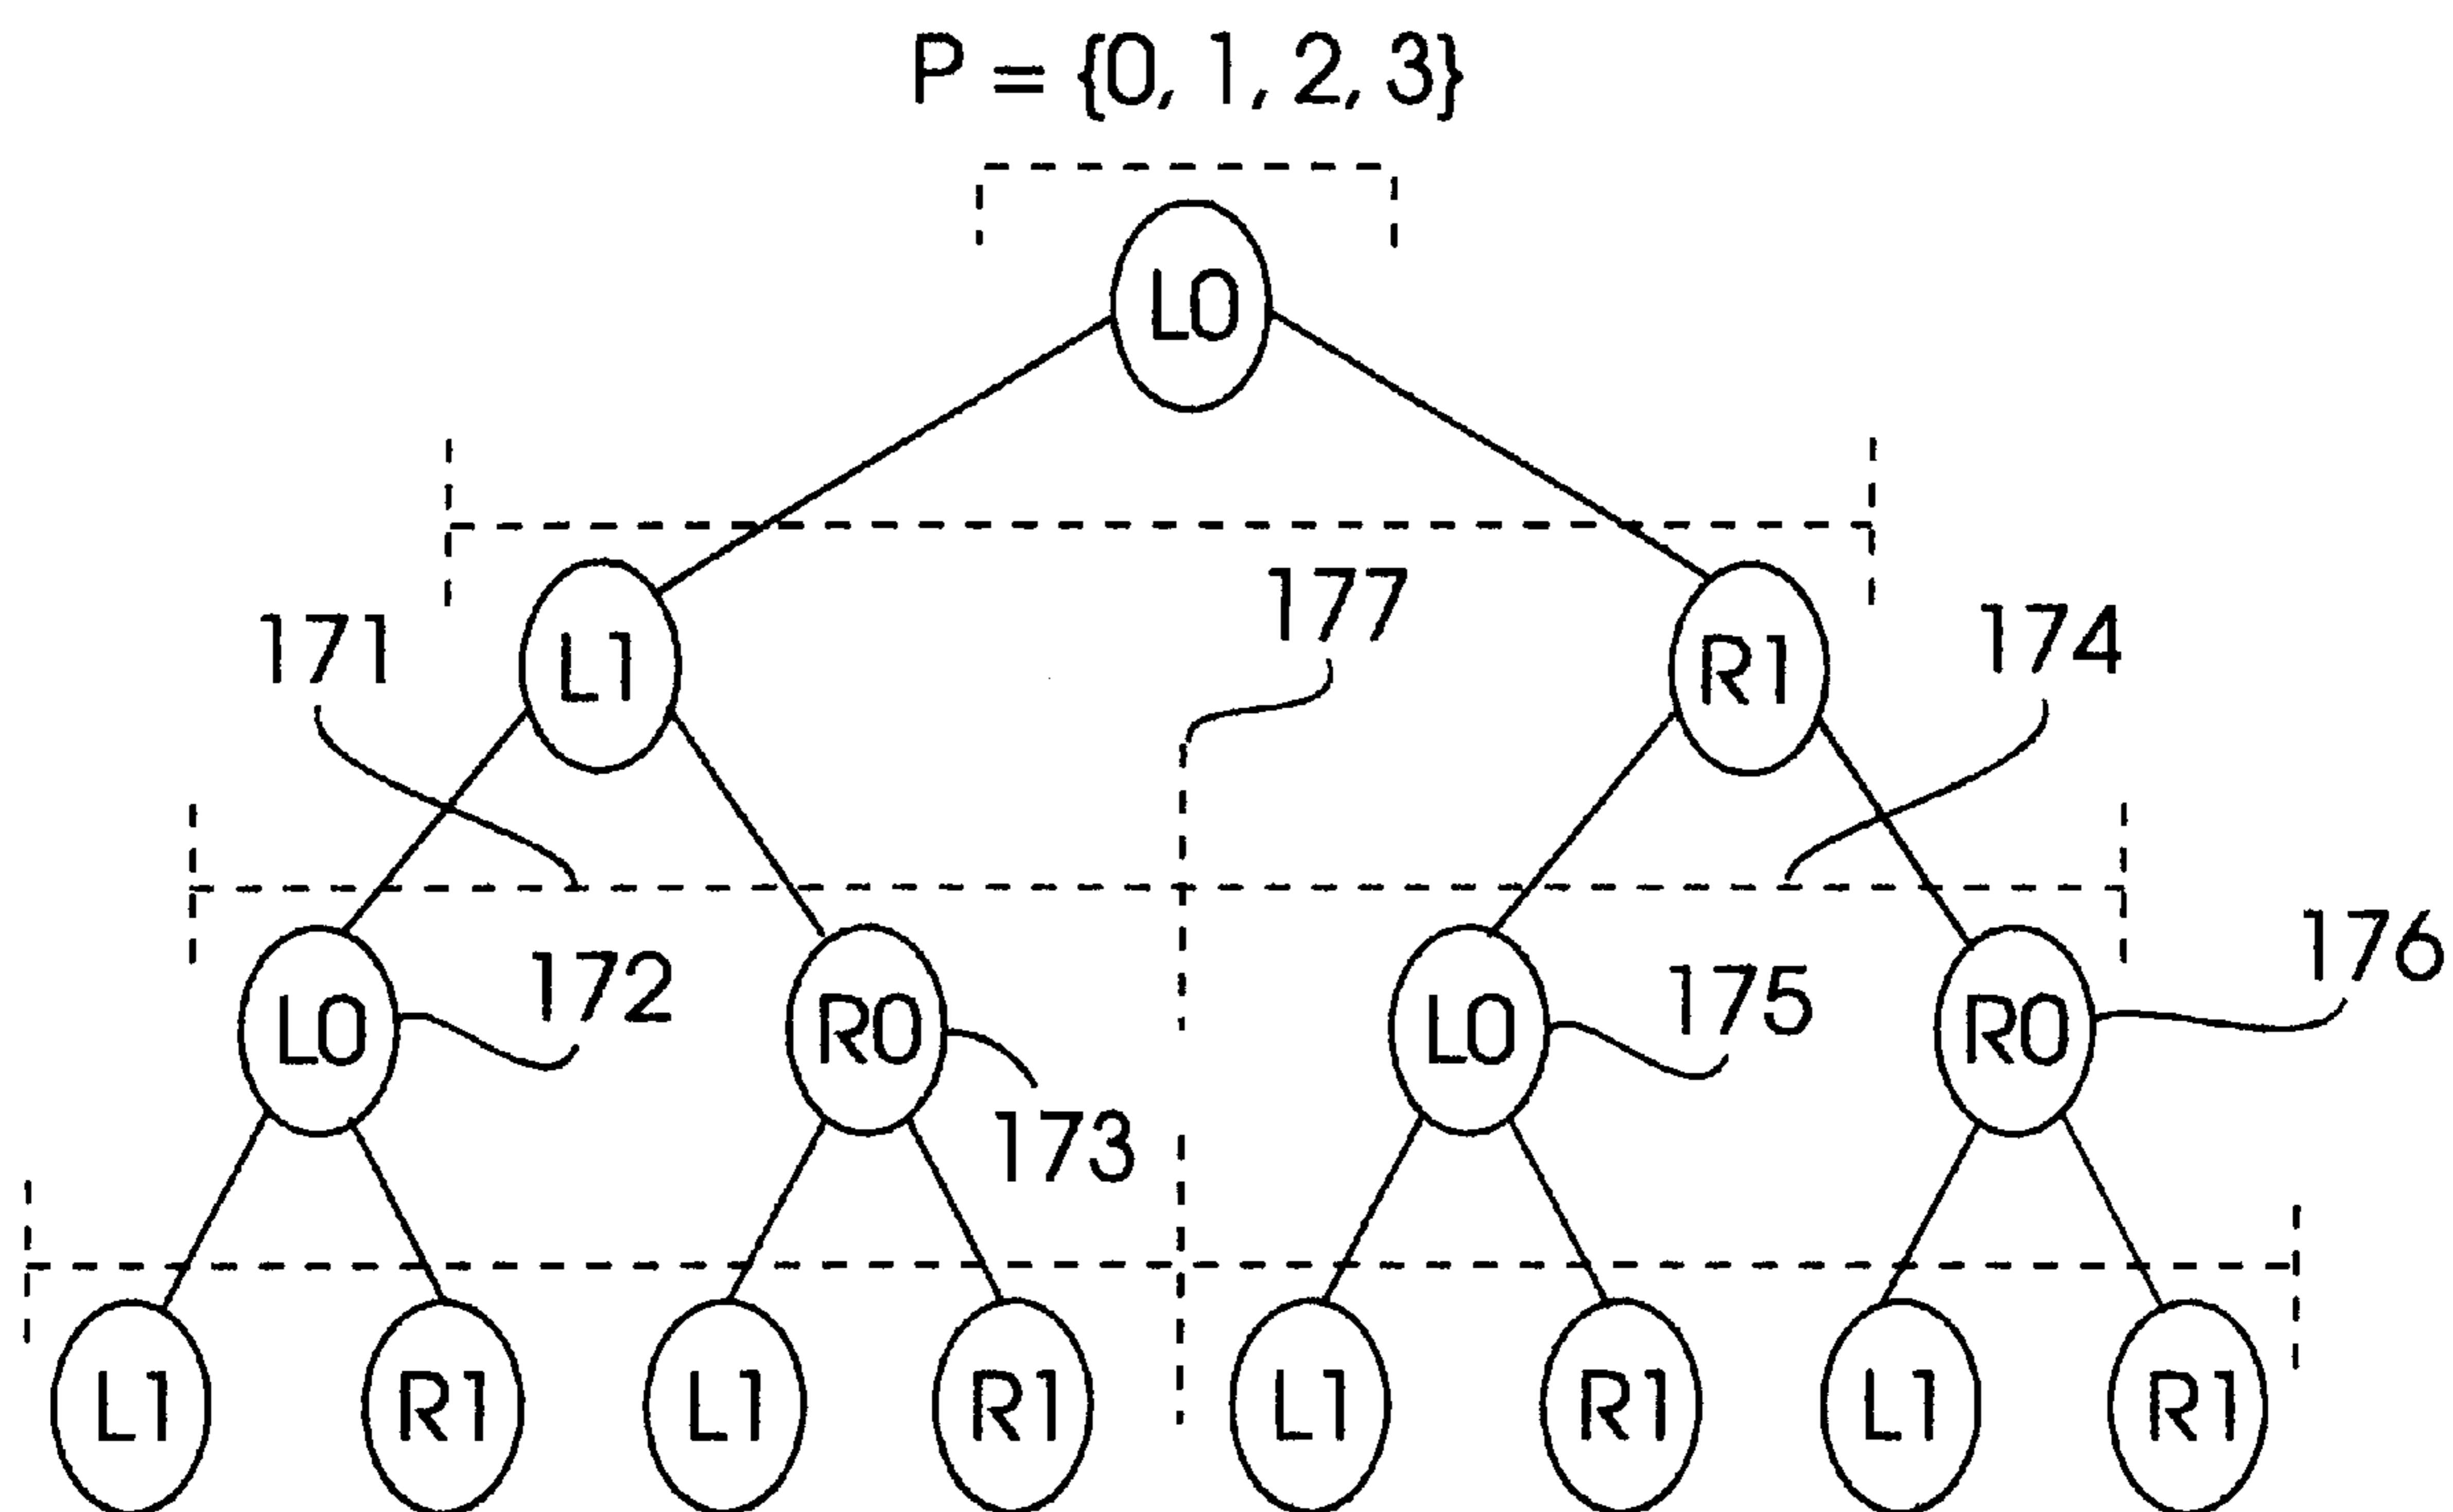 P = {0, 1, 2, 3}
L0
177
171
174
L1
R1
176
172
175
L0
R0
L0
R0
173
L1
R1
L1
R1
L1
R1
L1
R1